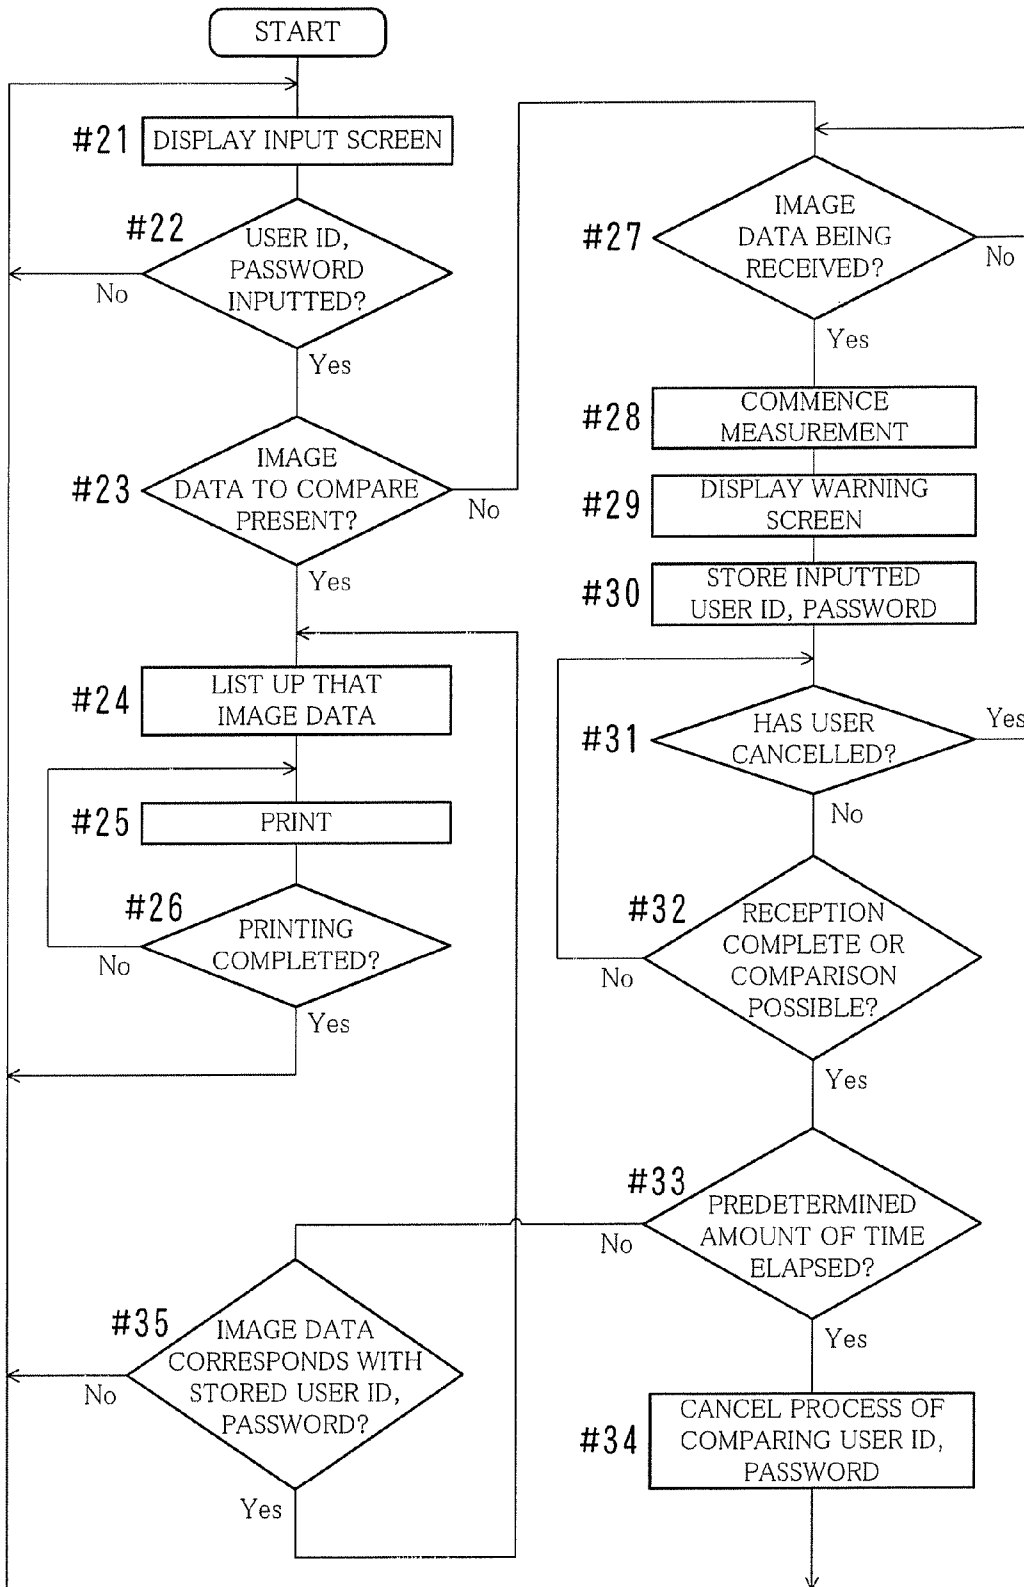 START
#21
DISPLAY INPUT SCREEN
#22
USER ID,
PASSWORD
INPUTTED?
No
Yes
#23
IMAGE
DATA TO COMPARE
PRESENT?
No
Yes
#24
LIST UP THAT
IMAGE DATA
#25
PRINT
#26
PRINTING
COMPLETED?
No
Yes
#27
IMAGE
DATA BEING
RECEIVED?
No
Yes
#28
COMMENCE
MEASUREMENT
#29
DISPLAY WARNING
SCREEN
#30
STORE INPUTTED
USER ID, PASSWORD
#31
HAS USER
CANCELLED?
Yes
No
#32
RECEPTION
COMPLETE OR
COMPARISON
POSSIBLE?
No
Yes
#33
PREDETERMINED
AMOUNT OF TIME
ELAPSED?
No
Yes
#34
CANCEL PROCESS OF
COMPARING USER ID,
PASSWORD
#35
IMAGE DATA
CORRESPONDS WITH
STORED USER ID,
PASSWORD?
No
Yes